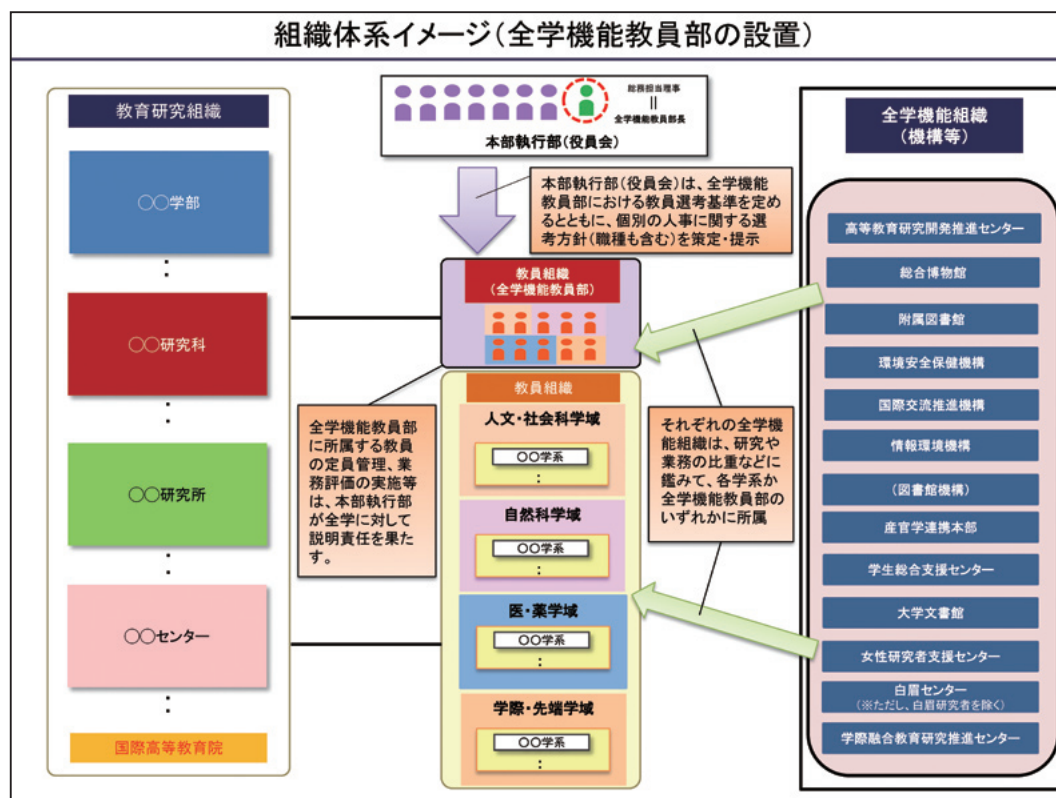 組織体系イメージ(全学機能教員部の設置)
教育研究組織
〇〇学部
:
〇〇研究科
:
〇〇研究所
:
〇〇センター
:
国際高等教育院
総務担当理事
||
全学機能教員部長
本部執行部(役員会)
本部執行部(役員会)は、全学機能
教員部における教員選考基準を定め
るとともに、個別の人事に関する選
考方針(職種も含む)を策定・提示
教員組織
(全学機能教員部)
全学機能教員部
に所属する教員
の定員管理、業
務評価の実施等
は、本部執行部
が全学に対して
説明責任を果た
す。
教員組織
人文・社会科学域
〇〇学系
:
自然科学域
〇〇学系
:
医・薬学域
〇〇学系
:
学際・先端学域
〇〇学系
:
それぞれの全学機
能組織は、研究や
業務の比重などに
鑑みて、各学系か
全学機能教員部の
いずれかに所属
全学機能組織
(機構等)
高等教育研究開発推進センター
総合博物館
附属図書館
環境安全保健機構
国際交流推進機構
情報環境機構
(図書館機構)
産官学連携本部
学生総合支援センター
大学文書館
女性研究者支援センター
白眉センター
(※ただし、白眉研究者を除く)
学際融合教育研究推進センター